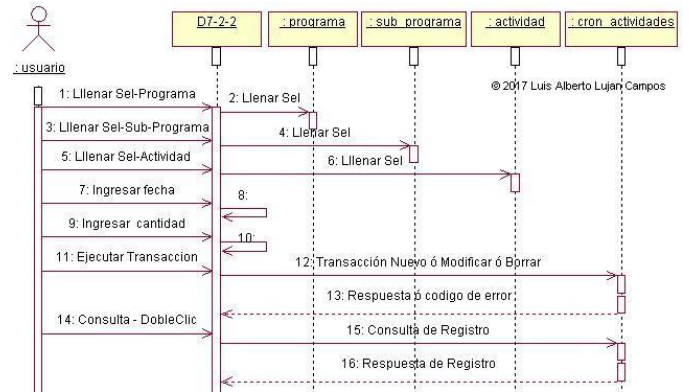 D7-2-2
: programa
: sub_programa
: actividad
: cron_actividades
: usuario
© 2017 Luis Alberto Lujan Campos
1: Lllenar Sel-Programa
2: Llenar Sel
3: Lllenar Sel-Sub-Programa
4: Llenar Sel
5: Lllenar Sel-Actividad
6: Lllenar Sel
7: Ingresar fecha
8:
9: Ingresar cantidad
10:
11: Ejecutar Transaccion
12: Transacción Nuevo ó Modificar ó Borrar
13: Respuesta ó codigo de error
14: Consulta - DobleClic
15: Consulta de Registro
16: Respuesta de Registro